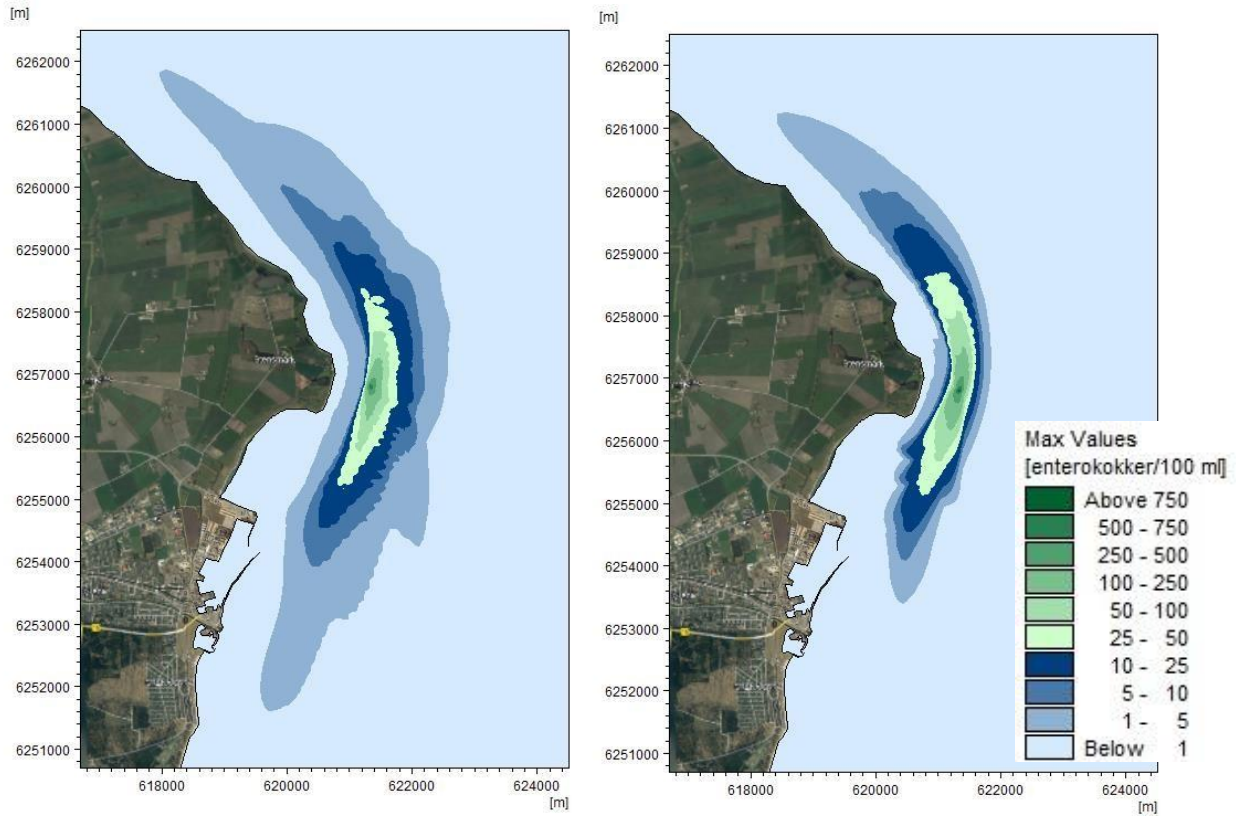 [m]
6262000
6261000
6260000
6259000
6258000
6257000
6256000
6255000
6254000
6253000
6252000
6251000
618000 620000 622000 624000
[m]
[m]
6262000
6261000
6260000
6259000
6258000
6257000
6256000
6255000
6254000
6253000
6252000
6251000
618000 620000 622000 624000
[m]
Max Values
[enterokokker/100 ml]
Above 750
500 - 750
250 - 500
100 - 250
50 - 100
25 - 50
10 - 25
5 - 10
1 - 5
Below 1